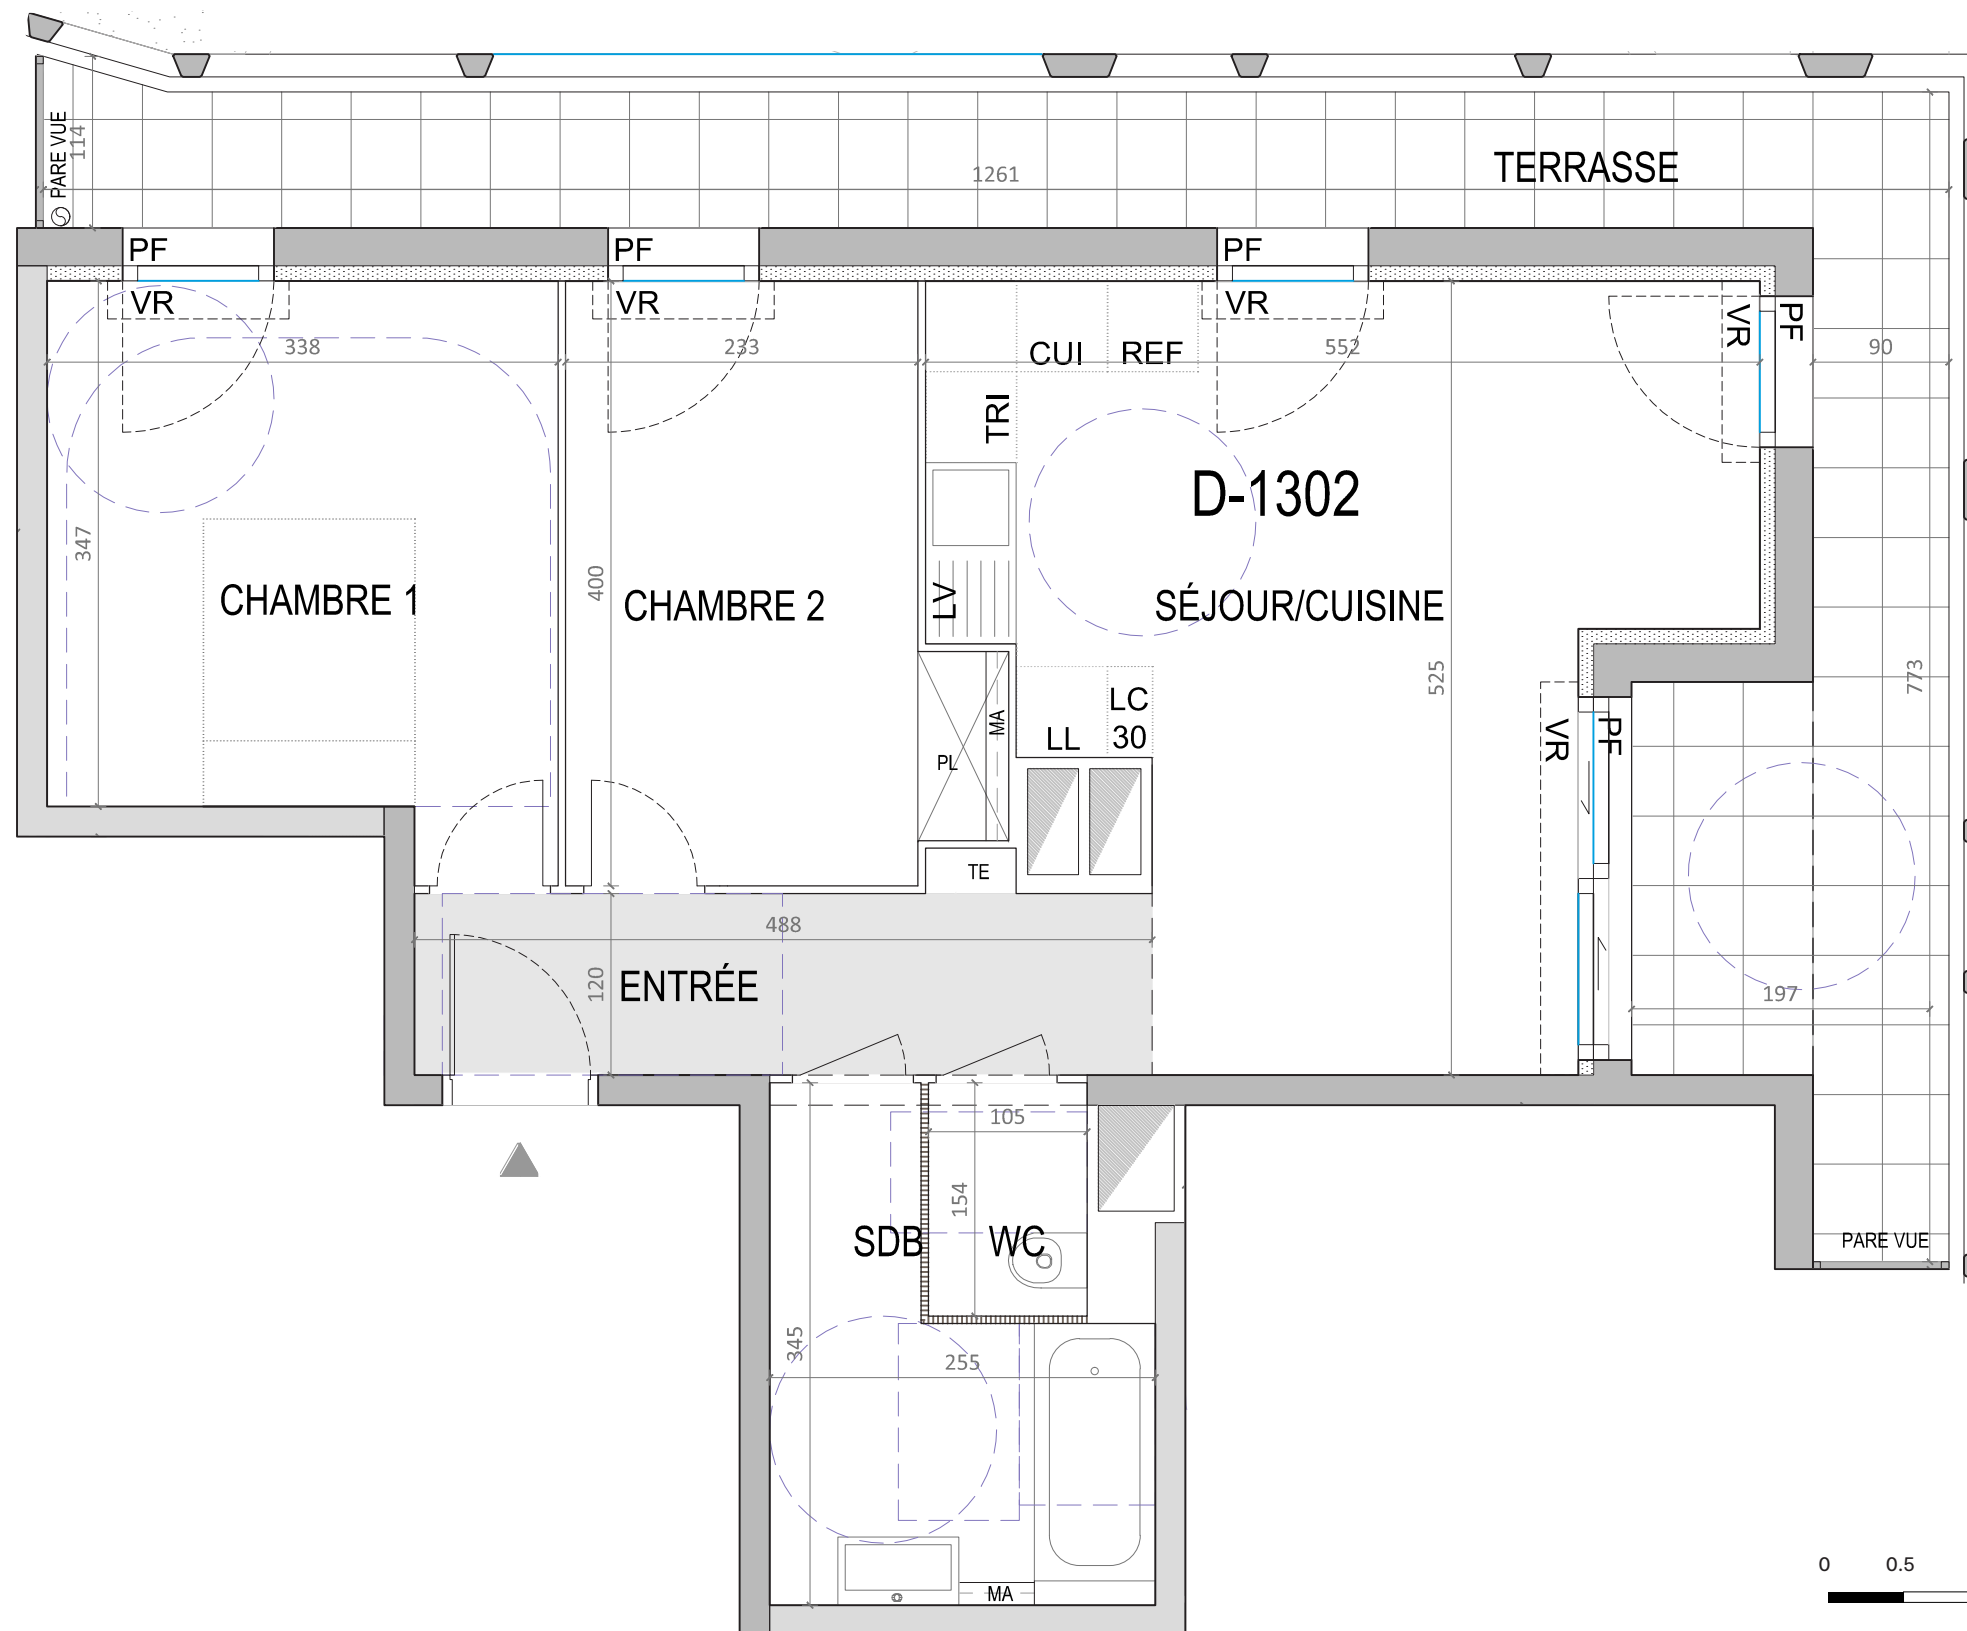 PARE VUE
114
1261
TERRASSE
PF
PF
PF
PF
VR
VR
VR
VR
338
233
552
90
CUI
REF
TRI
D-1302
347
400
CHAMBRE 1
CHAMBRE 2
LV
SÉJOUR/CUISINE
525
773
LC
30
LL
MA
PL
VR
PF
TE
488
120
ENTRÉE
197
105
154
SDB
WC
PARE VUE
345
255
MA
0
0.5